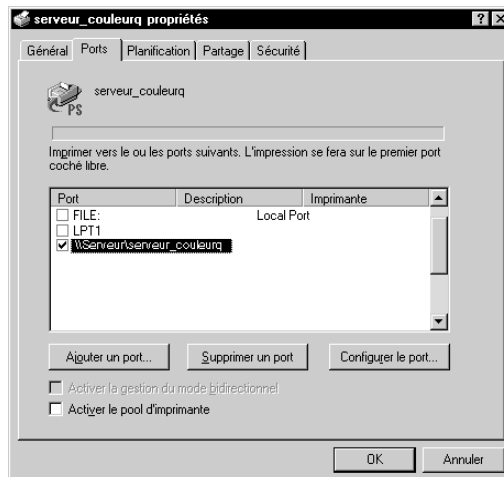 serveur_couleurq propriétés
Général Ports Planification Partage Sécurité
serveur_couleurq
PS
Imprimer vers le ou les ports suivants. L'impression se fera sur le premier port
coché libre.
Port Description Imprimante
FILE: Local Port
LPT1
\\Serveur\serveur_couleurq
Ajouter un port... Supprimer un port Configurer le port...
Activer la gestion du mode bidirectionnel
Activer le pool d'imprimante
OK Annuler